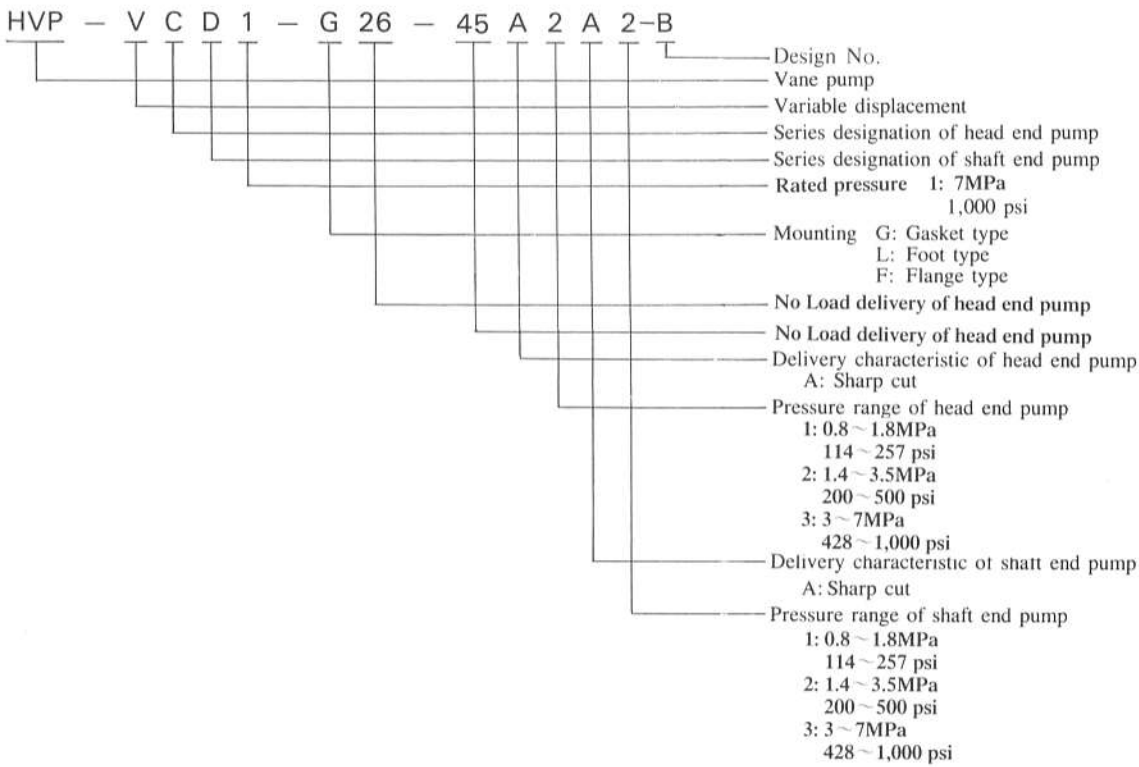 HVP - V C D 1 - G 26 - 45 A 2 A 2-B
Design No.
Vane pump
Variable displacement
Series designation of head end pump
Series designation of shaft end pump
Rated pressure 1: 7MPa
1,000 psi
Mounting G: Gasket type
L: Foot type
F: Flange type
No Load delivery of head end pump
No Load delivery of head end pump
Delivery characteristic of head end pump
A: Sharp cut
Pressure range of head end pump
1: 0.8~1.8MPa
114~257 psi
2: 1.4~3.5MPa
200~500 psi
3: 3~7MPa
428~1,000 psi
Delivery characteristic of shaft end pump
A: Sharp cut
Pressure range of shaft end pump
1: 0.8~1.8MPa
114~257 psi
2: 1.4~3.5MPa
200~500 psi
3: 3~7MPa
428~1,000 psi